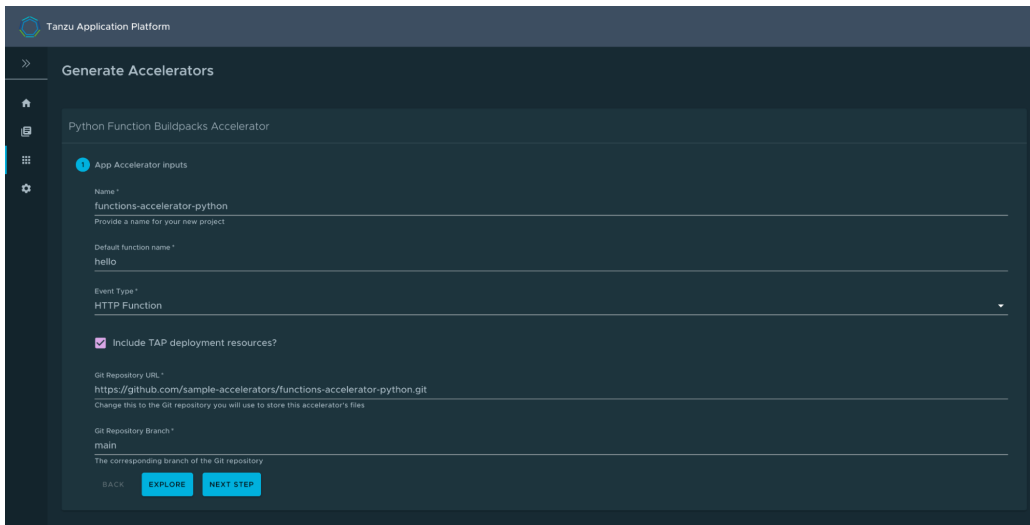 Tanzu Application Platform
Generate Accelerators
Python Function Buildpacks Accelerator
1 App Accelerator inputs
Name *
functions-accelerator-python
Provide a name for your new project
Default function name *
hello
Event Type *
HTTP Function
Include TAP deployment resources?
Git Repository URL *
https://github.com/sample-accelerators/functions-accelerator-python.git
Change this to the Git repository you will use to store this accelerator's files
Git Repository Branch *
main
The corresponding branch of the Git repository
BACK EXPLORE NEXT STEP